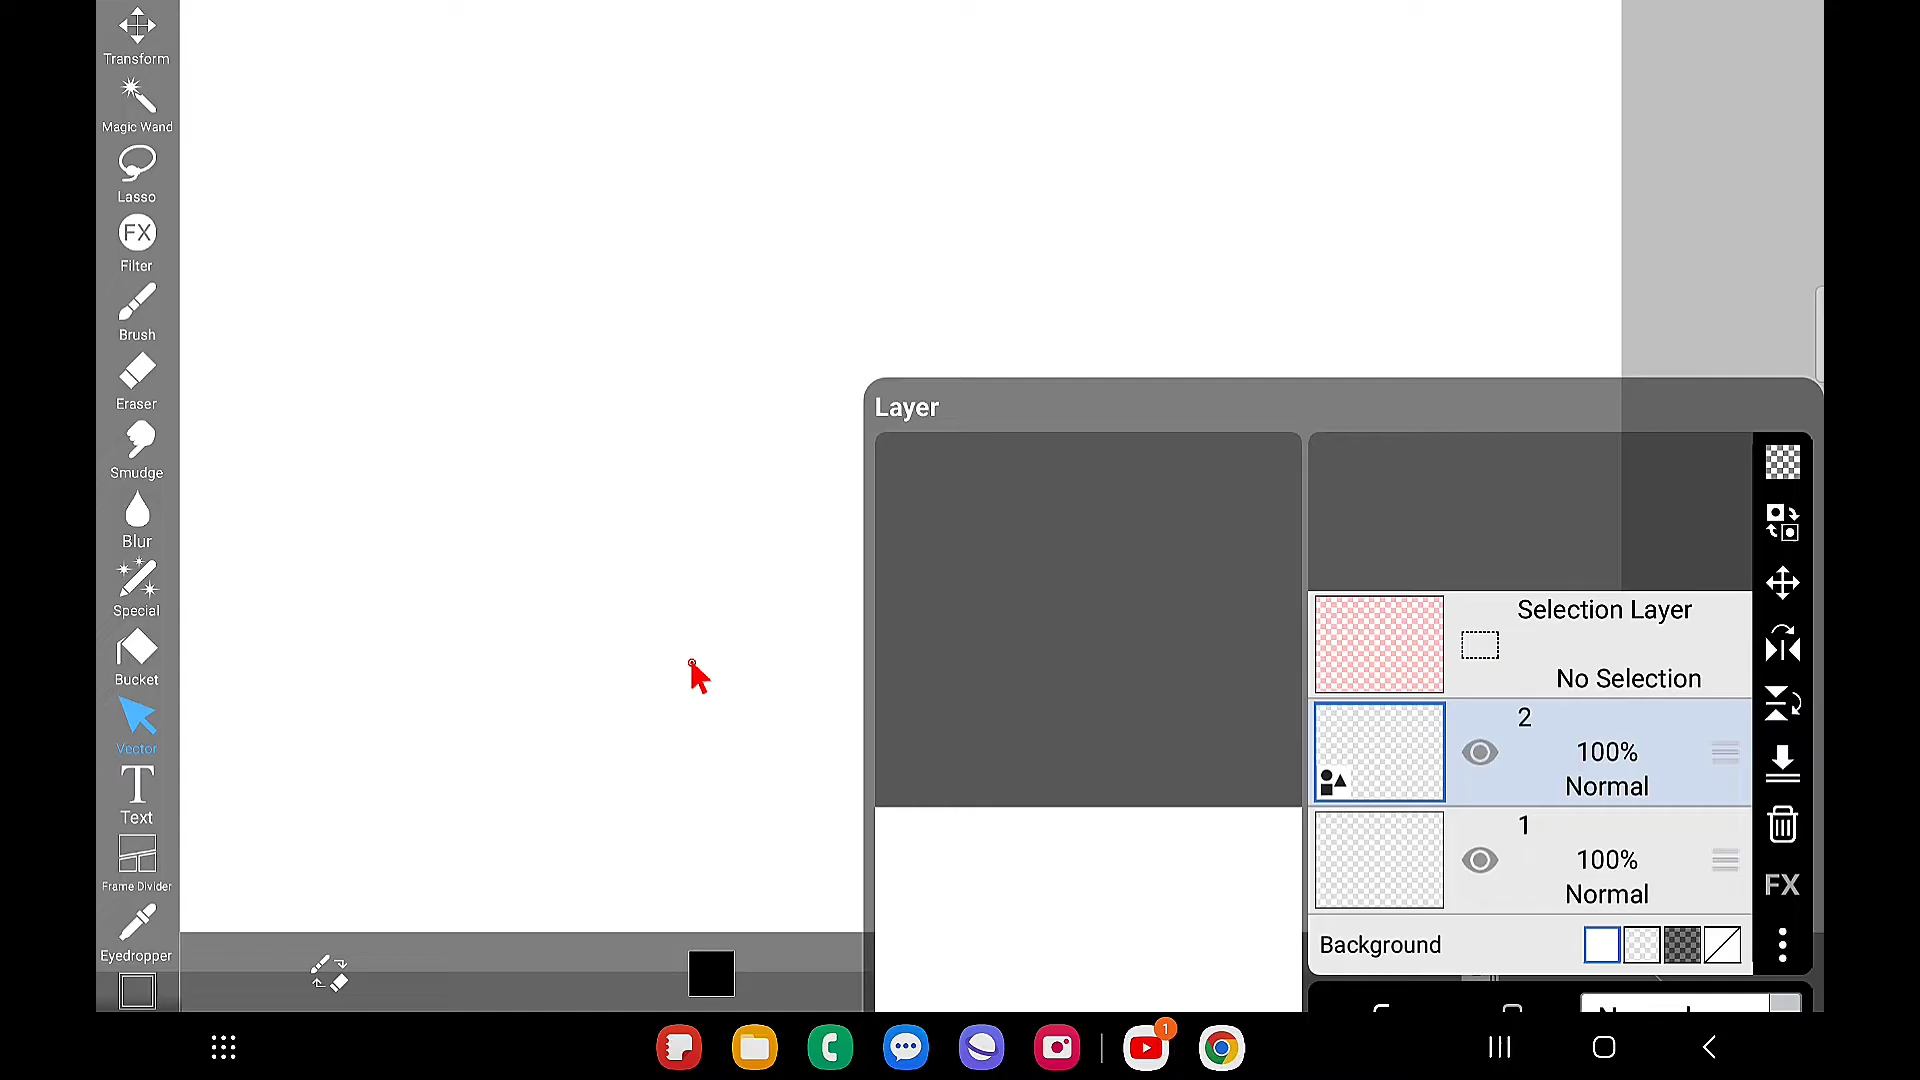 Transform
Magic Wand
Lasso
FX
Filter
Brush
Eraser
Smudge
Blur
Special
Bucket
Vector
T
Text
Frame Divider
Eyedropper
Layer
Selection Layer
No Selection
2
100%
Normal
1
100%
Normal
Background
FX
1